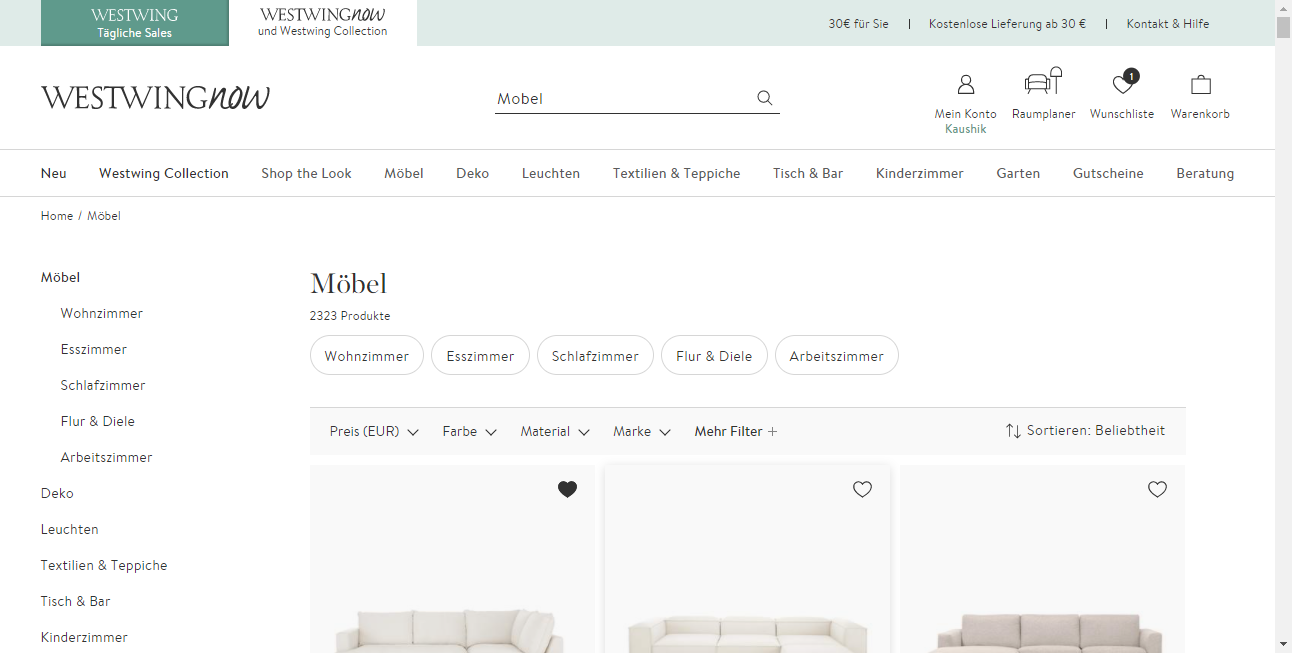 WESTWING
Tägliche Sales
WESTWINGnow
und Westwing Collection
30€ für Sie
Kostenlose Lieferung ab 30 €
Kontakt & Hilfe
WESTWINGnow
Mobel
1
Mein Konto
Kaushik
Raumplaner
Wunschliste
Warenkorb
Neu
Westwing Collection
Shop the Look
Möbel
Deko
Leuchten
Textilien & Teppiche
Tisch & Bar
Kinderzimmer
Garten
Gutscheine
Beratung
Home / Möbel
Möbel
Wohnzimmer
Esszimmer
Schlafzimmer
Flur & Diele
Arbeitszimmer
Deko
Leuchten
Textilien & Teppiche
Tisch & Bar
Kinderzimmer
Möbel
2323 Produkte
Wohnzimmer
Esszimmer
Schlafzimmer
Flur & Diele
Arbeitszimmer
Preis (EUR)
Farbe
Material
Marke
Mehr Filter +
Sortieren: Beliebtheit